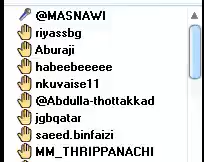 @MASNAWI
riyassbg
Aburaji
habeebeeeee
nkuvaise11
@Abdulla-thottakkad
jgbqatar
saeed.binfaizi
MM_THRIPPANACHI